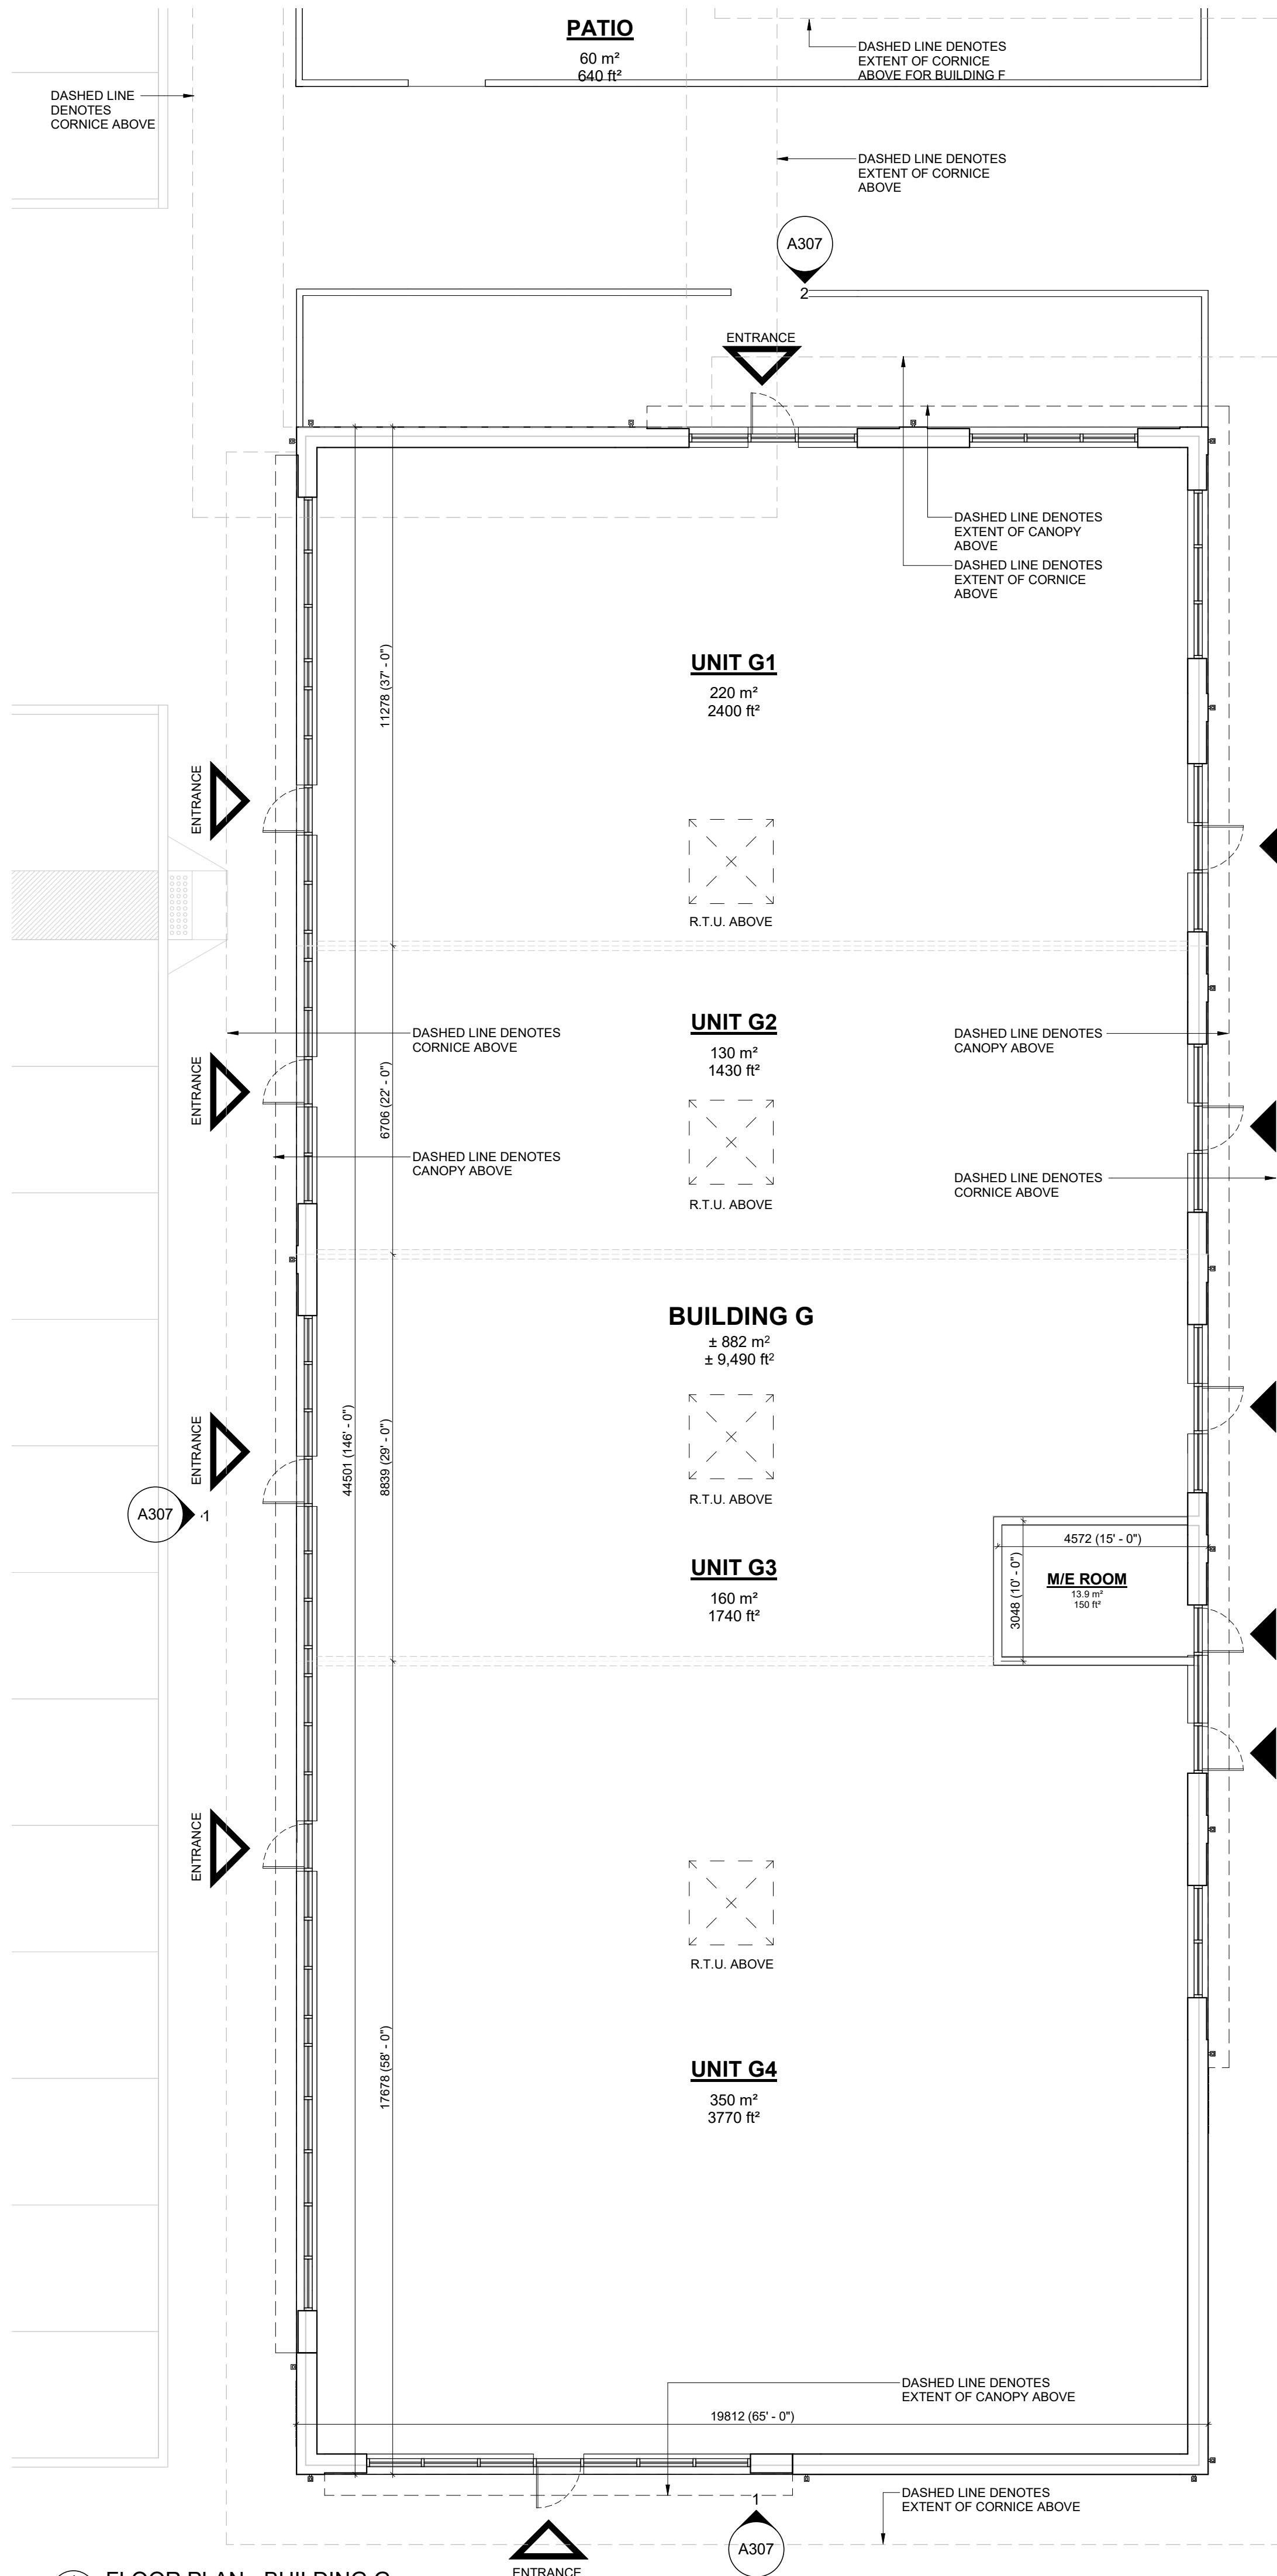 PATIO
60 m²
640 ft²
DASHED LINE DENOTES
EXTENT OF CORNICE
ABOVE FOR BUILDING F
DASHED LINE
DENOTES
CORNICE ABOVE
DASHED LINE DENOTES
EXTENT OF CORNICE
ABOVE
A307
2
ENTRANCE
DASHED LINE DENOTES
EXTENT OF CANOPY
ABOVE
DASHED LINE DENOTES
EXTENT OF CORNICE
ABOVE
11278 (37' - 0")
UNIT G1
220 m²
2400 ft²
ENTRANCE
R.T.U. ABOVE
UNIT G2
130 m²
1430 ft²
DASHED LINE DENOTES
CORNICE ABOVE
DASHED LINE DENOTES
CANOPY ABOVE
ENTRANCE
6706 (22' - 0")
DASHED LINE DENOTES
CANOPY ABOVE
DASHED LINE DENOTES
CORNICE ABOVE
R.T.U. ABOVE
BUILDING G
± 882 m²
± 9,490 ft²
44501 (146' - 0")
8839 (29' - 0")
ENTRANCE
R.T.U. ABOVE
A307
1
4572 (15' - 0")
3048 (10' - 0")
M/E ROOM
13.9 m²
150 ft²
UNIT G3
160 m²
1740 ft²
ENTRANCE
R.T.U. ABOVE
17678 (58' - 0")
UNIT G4
350 m²
3770 ft²
DASHED LINE DENOTES
EXTENT OF CANOPY ABOVE
19812 (65' - 0")
DASHED LINE DENOTES
EXTENT OF CORNICE ABOVE
1
A307
ENTRANCE
FLOOR PLAN - BUILDING G